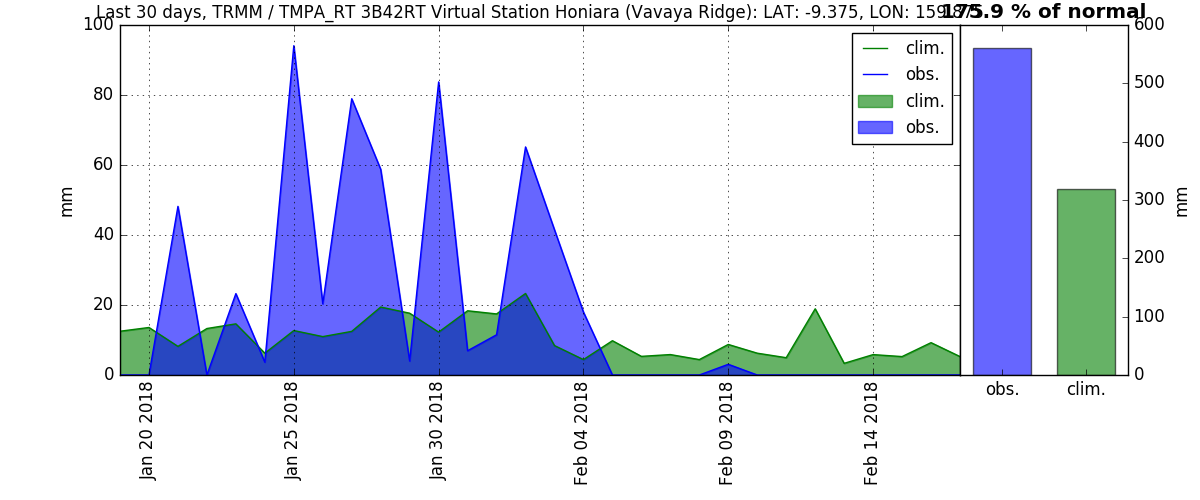 Last 30 days, TRMM / TMPA_RT 3B42RT Virtual Station Honiara (Vavaya Ridge): LAT: -9.375, LON:
175.9 % of normal
clim.
obs.
clim.
obs.
mm
100
80
60
40
20
0
Jan 20 2018
Jan 25 2018
Jan 30 2018
Feb 04 2018
Feb 09 2018
Feb 14 2018
600
500
400
300
200
100
0
mm
obs. clim.